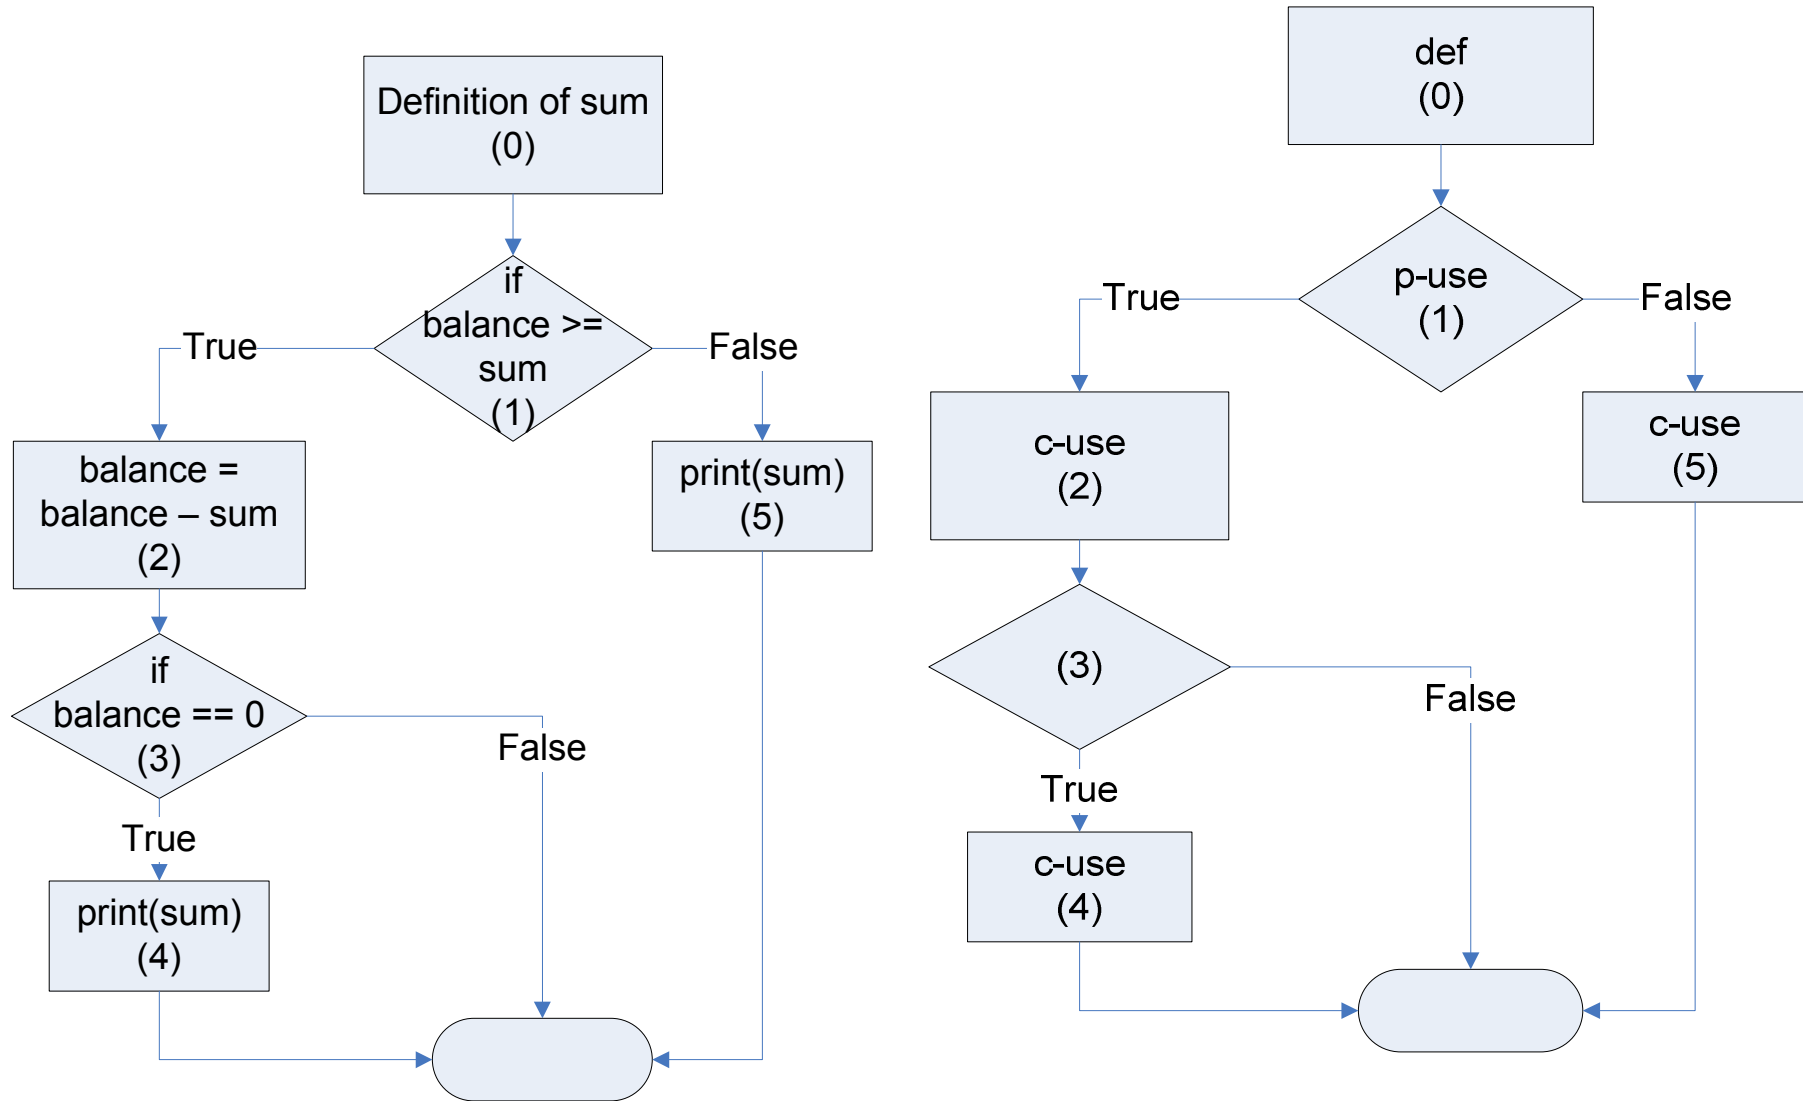 Definition of sum
(0)
if
balance >=
sum
(1)
True
False
balance =
balance – sum
(2)
print(sum)
(5)
if
balance == 0
(3)
False
True
print(sum)
(4)
def
(0)
p-use
(1)
True
False
c-use
(2)
c-use
(5)
(3)
False
True
c-use
(4)